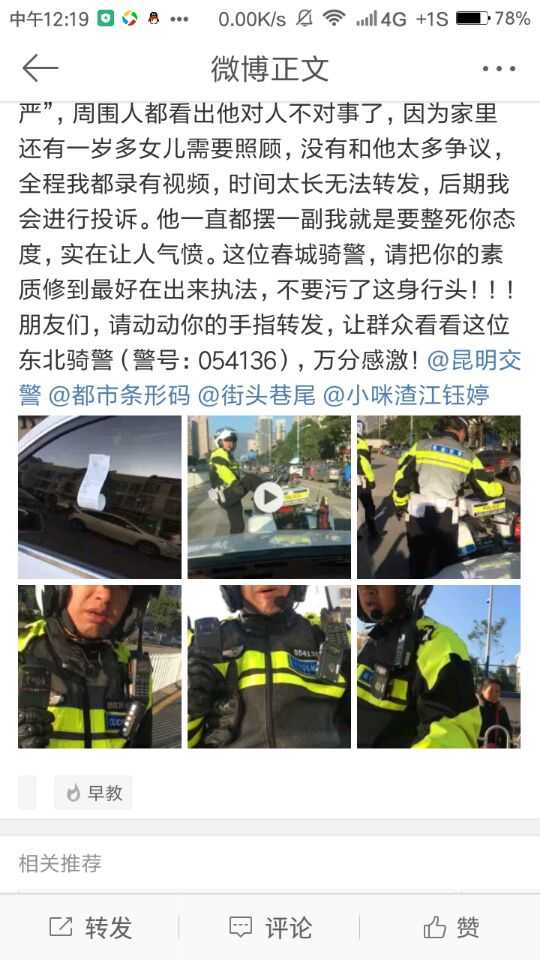 中午12:19 ••• 0.00K/s 4G +1S 78%
微博正文
严”，周围人都看出他对人不对事了，因为家里
还有一岁多女儿需要照顾，没有和他太多争议，
全程我都录有视频，时间太长无法转发，后期我
会进行投诉。他一直都摆一副我就是要整死你态
度，实在让人气愤。这位春城骑警，请把你的素
质修到最好在出来执法，不要污了这身行头！！！
朋友们，请动动你的手指转发，让群众看看这位
东北骑警（警号：054136），万分感激！@昆明交
警 @都市条形码 @街头巷尾 @小咪渣江钰婷
054136
早教
相关推荐
转发 评论 赞